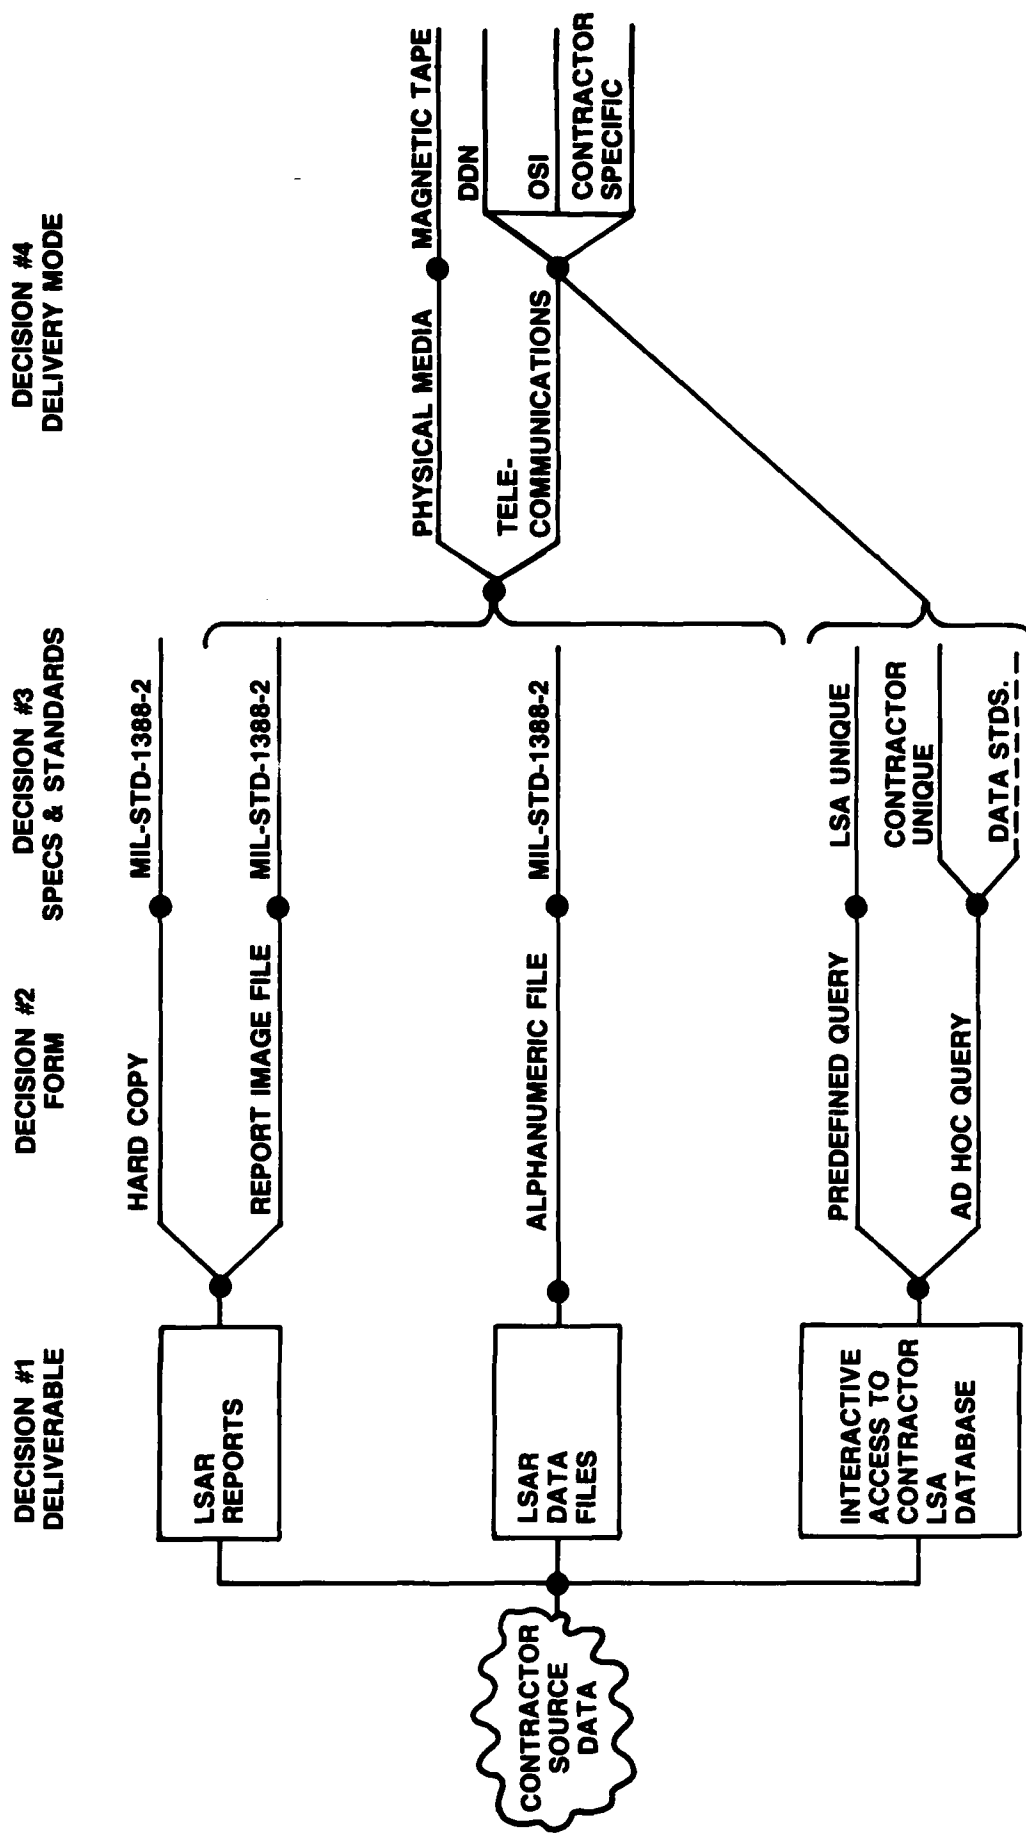 DECISION #1
DELIVERABLE
DECISION #2
FORM
DECISION #3
SPECS & STANDARDS
DECISION #4
DELIVERY MODE
CONTRACTOR
SOURCE
DATA
LSAR
REPORTS
HARD COPY
MIL-STD-1388-2
REPORT IMAGE FILE
MIL-STD-1388-2
LSAR
DATA
FILES
ALPHANUMERIC FILE
MIL-STD-1388-2
INTERACTIVE
ACCESS TO
CONTRACTOR
LSA
DATABASE
PREDEFINED QUERY
LSA UNIQUE
AD HOC QUERY
CONTRACTOR
UNIQUE
DATA STDS.
PHYSICAL MEDIA
MAGNETIC TAPE
TELE-
COMMUNICATIONS
DDN
OSI
CONTRACTOR
SPECIFIC